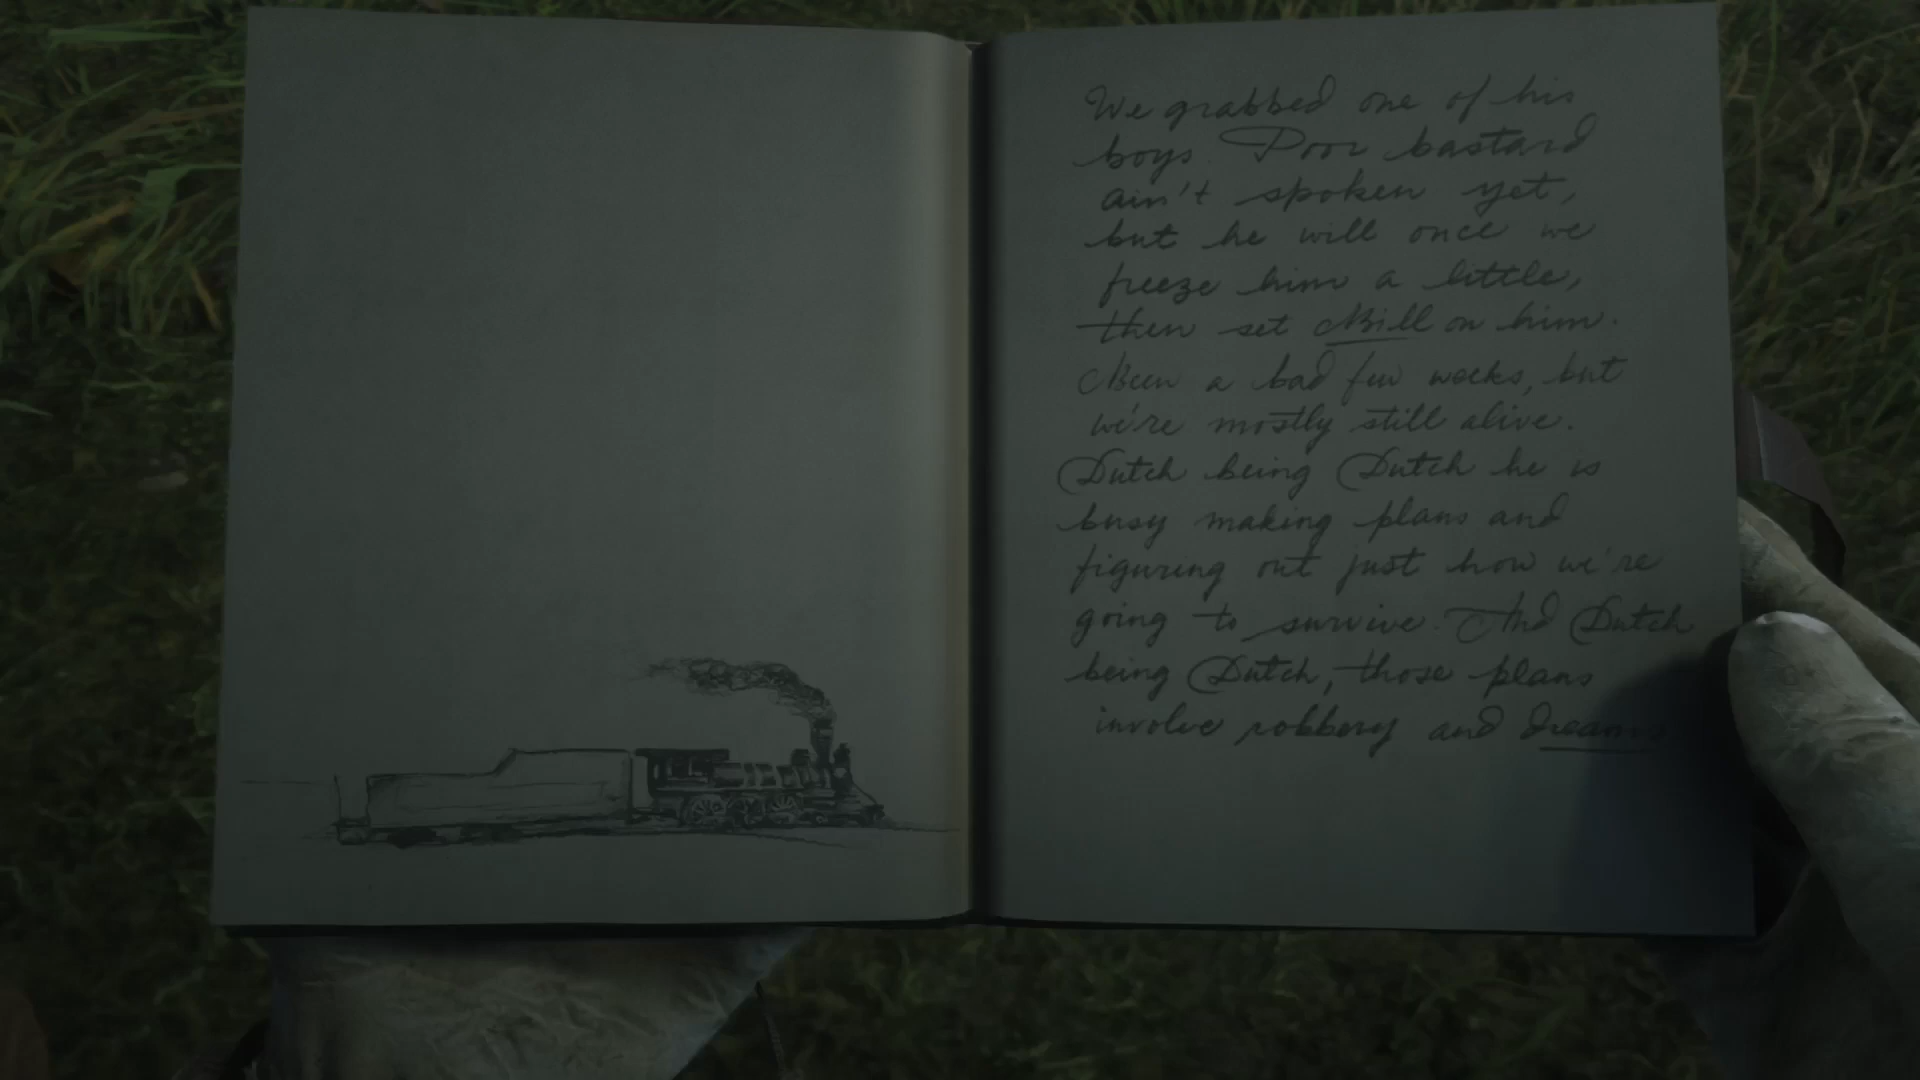 We grabbed one of his
boys. Poor bastard
ain't spoken yet,
but he will once we
freeze him a little,
then set Bill on him.
Been a bad few weeks, but
we're mostly still alive.
Dutch being Dutch he is
busy making plans and
figuring out just how we're
going to survive. And Dutch
being Dutch, those plans
involve robbery and dreams